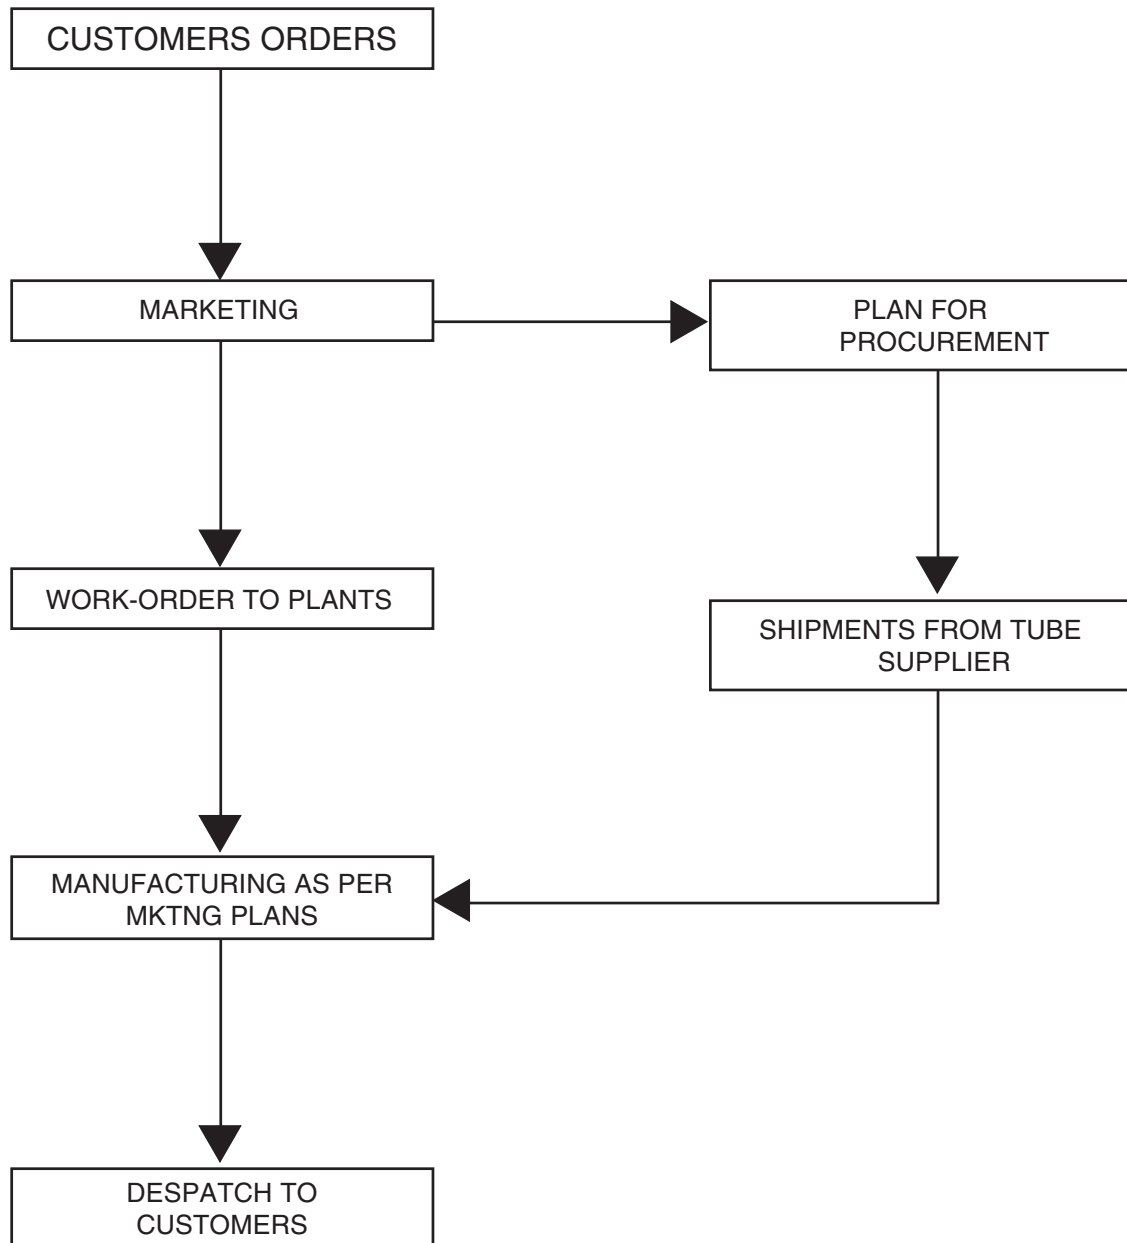 CUSTOMERS ORDERS
MARKETING
PLAN FOR
PROCUREMENT
WORK-ORDER TO PLANTS
SHIPMENTS FROM TUBE
SUPPLIER
MANUFACTURING AS PER
MKTNG PLANS
DESPATCH TO
CUSTOMERS